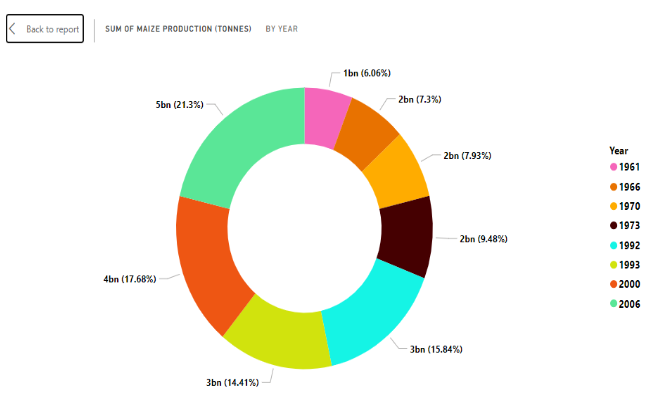 Back to report
SUM OF MAIZE PRODUCTION (TONNES) BY YEAR
1bn (6.06%)
2bn (7.3%)
2bn (7.93%)
2bn (9.48%)
3bn (15.84%)
3bn (14.41%)
4bn (17.68%)
5bn (21.3%)
Year
1961
1966
1970
1973
1992
1993
2000
2006